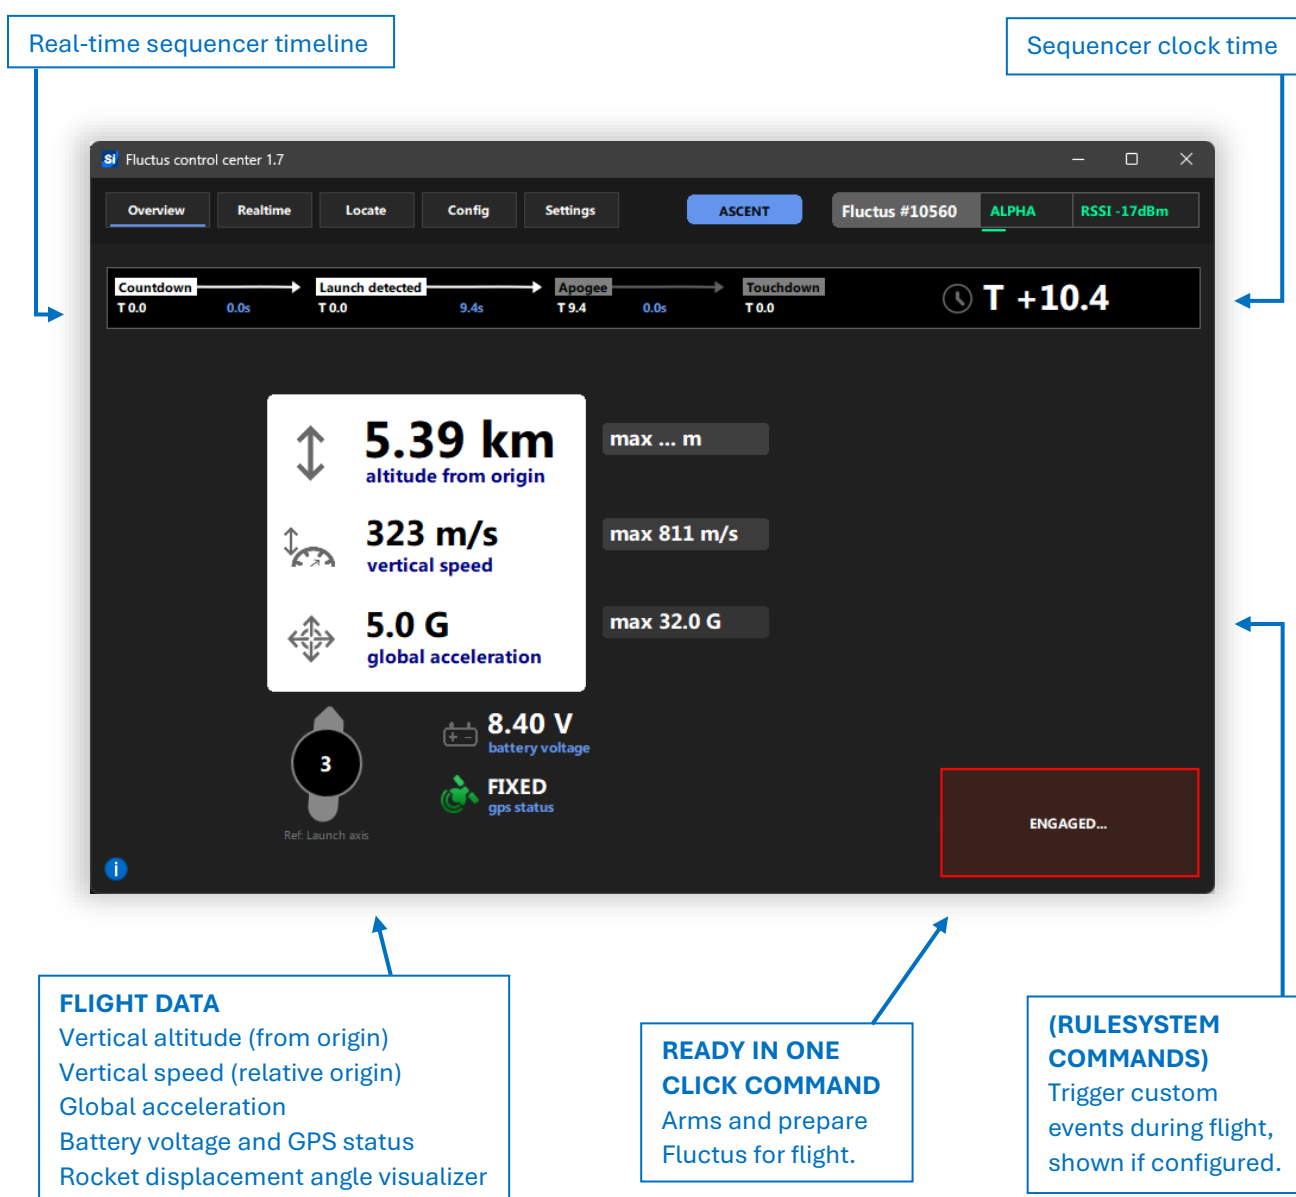 Real-time sequencer timeline
Sequencer clock time
SI Fluctus control center 1.7
Overview
Realtime
Locate
Config
Settings
ASCENT
Fluctus #10560
ALPHA
RSSI -17dBm
Countdown
Launch detected
Apogee
Touchdown
T 0.0
0.0s
T 0.0
9.4s
T 9.4
0.0s
T 0.0
T +10.4
5.39 km
altitude from origin
max ... m
323 m/s
vertical speed
max 811 m/s
5.0 G
global acceleration
max 32.0 G
3
Ref: Launch axis
8.40 V
battery voltage
FIXED
gps status
ENGAGED...
i
FLIGHT DATA
Vertical altitude (from origin)
Vertical speed (relative origin)
Global acceleration
Battery voltage and GPS status
Rocket displacement angle visualizer
READY IN ONE
CLICK COMMAND
Arms and prepare
Fluctus for flight.
(RULESYSTEM
COMMANDS)
Trigger custom
events during flight,
shown if configured.